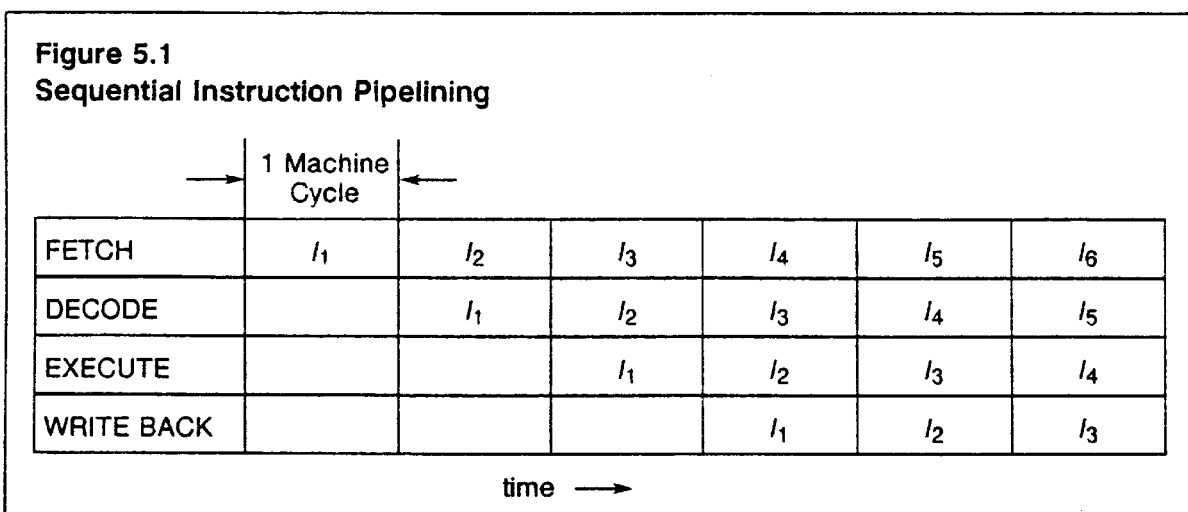 Figure 5.1
Sequential Instruction Pipelining
1 Machine
Cycle
FETCH I1 I2 I3 I4 I5 I6
DECODE I1 I2 I3 I4 I5
EXECUTE I1 I2 I3 I4
WRITE BACK I1 I2 I3
time